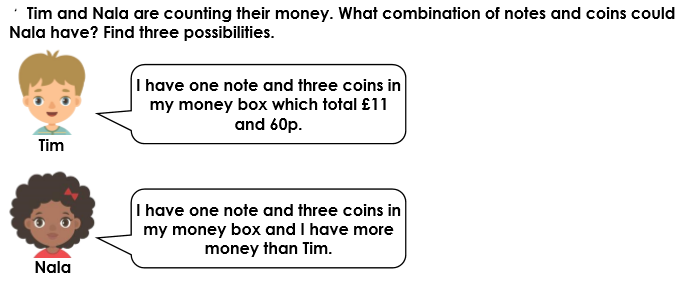 Tim and Nala are counting their money. What combination of notes and coins could
Nala have? Find three possibilities.
I have one note and three coins in
my money box which total £11
and 60p.
Tim
I have one note and three coins in
my money box and I have more
money than Tim.
Nala